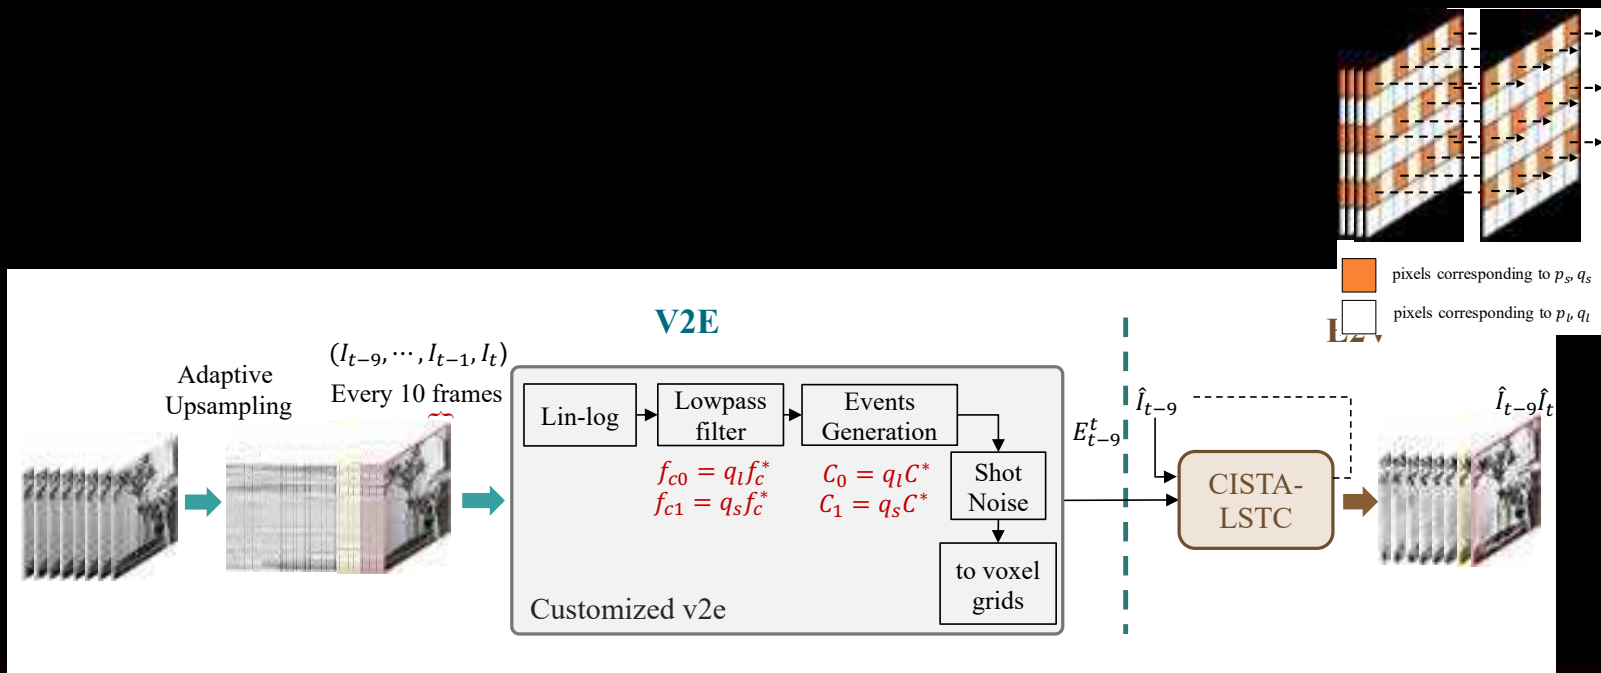 pixels corresponding to p_s, q_s
pixels corresponding to p_l, q_l
V2E
(I_{t−9}, ⋯, I_{t−1}, I_t)
Every 10 frames
Adaptive
Upsampling
Lin-log
Lowpass
filter
Events
Generation
f_{c0} = q_l f_c^*
f_{c1} = q_s f_c^*
C_0 = q_l C^*
C_1 = q_s C^*
Shot
Noise
to voxel
grids
Customized v2e
E_{t−9}^t
Î_{t−9}
CISTA-
LSTC
Î_{t−9} Î_t